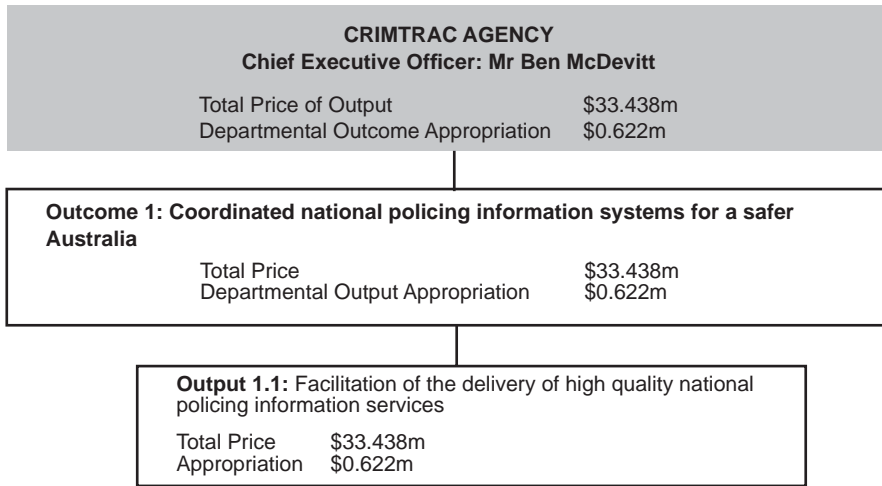 CRIMTRAC AGENCY
Chief Executive Officer: Mr Ben McDevitt
Total Price of Output $33.438m
Departmental Outcome Appropriation $0.622m
Outcome 1: Coordinated national policing information systems for a safer
Australia
Total Price $33.438m
Departmental Output Appropriation $0.622m
Output 1.1: Facilitation of the delivery of high quality national
policing information services
Total Price $33.438m
Appropriation $0.622m